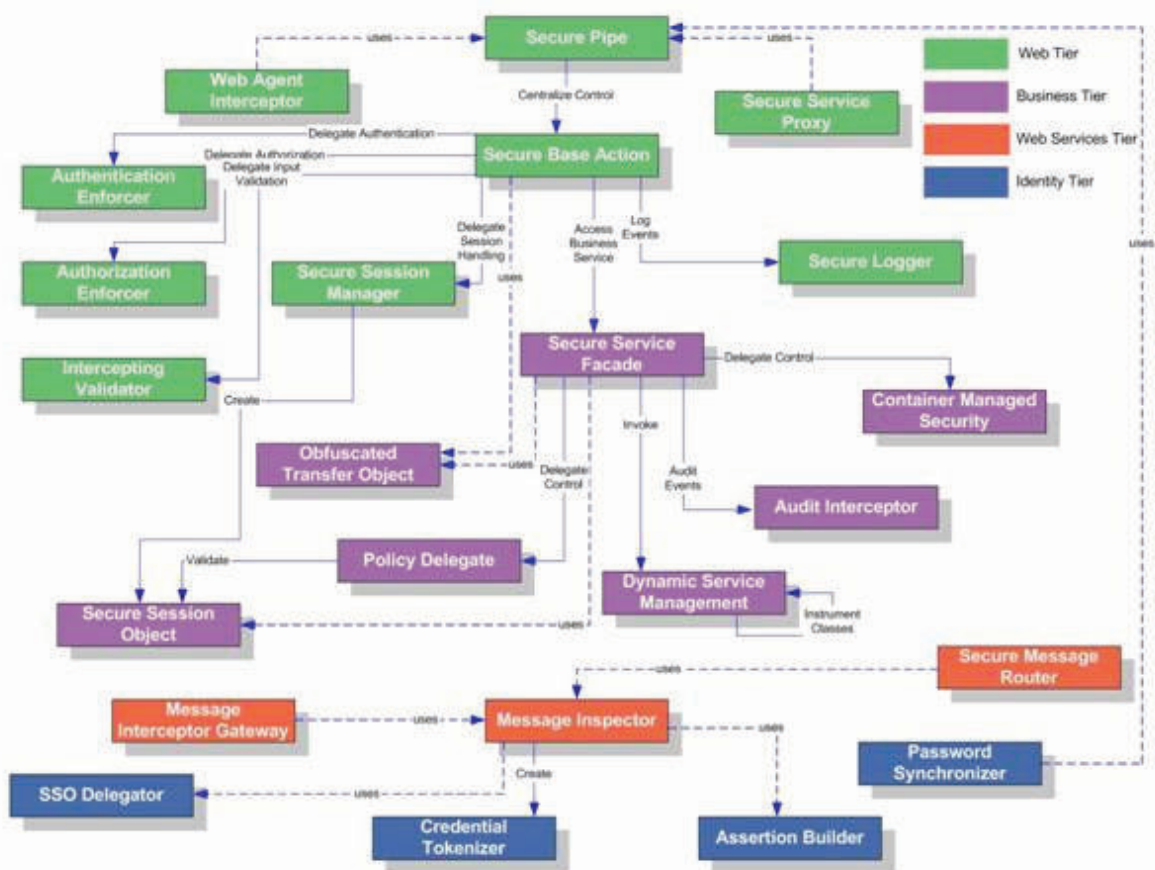 uses
Secure Pipe
uses
Web Tier
Web Agent
Interceptor
Centralize Control
Secure Service
Proxy
Business Tier
Web Services Tier
Identity Tier
Delegate Authentication
Delegate Authorization
Delegate Input
Validation
Secure Base Action
Authentication
Enforcer
Delegate
Session
Handling
Access
Business
Service
Log
Events
uses
Authorization
Enforcer
Secure Session
Manager
uses
Secure Logger
Secure Service
Facade
Delegate Control
Intercepting
Validator
Create
Container Managed
Security
Invoke
Obfuscated
Transfer Object
uses
Delegate
Control
Audit
Events
Audit Interceptor
Validate
Policy Delegate
Dynamic Service
Management
Secure Session
Object
uses
Instrument
Classes
uses
Secure Message
Router
Message
Interceptor Gateway
uses
Message Inspector
uses
Password
Synchronizer
SSO Delegator
uses
Create
Credential
Tokenizer
Assertion Builder